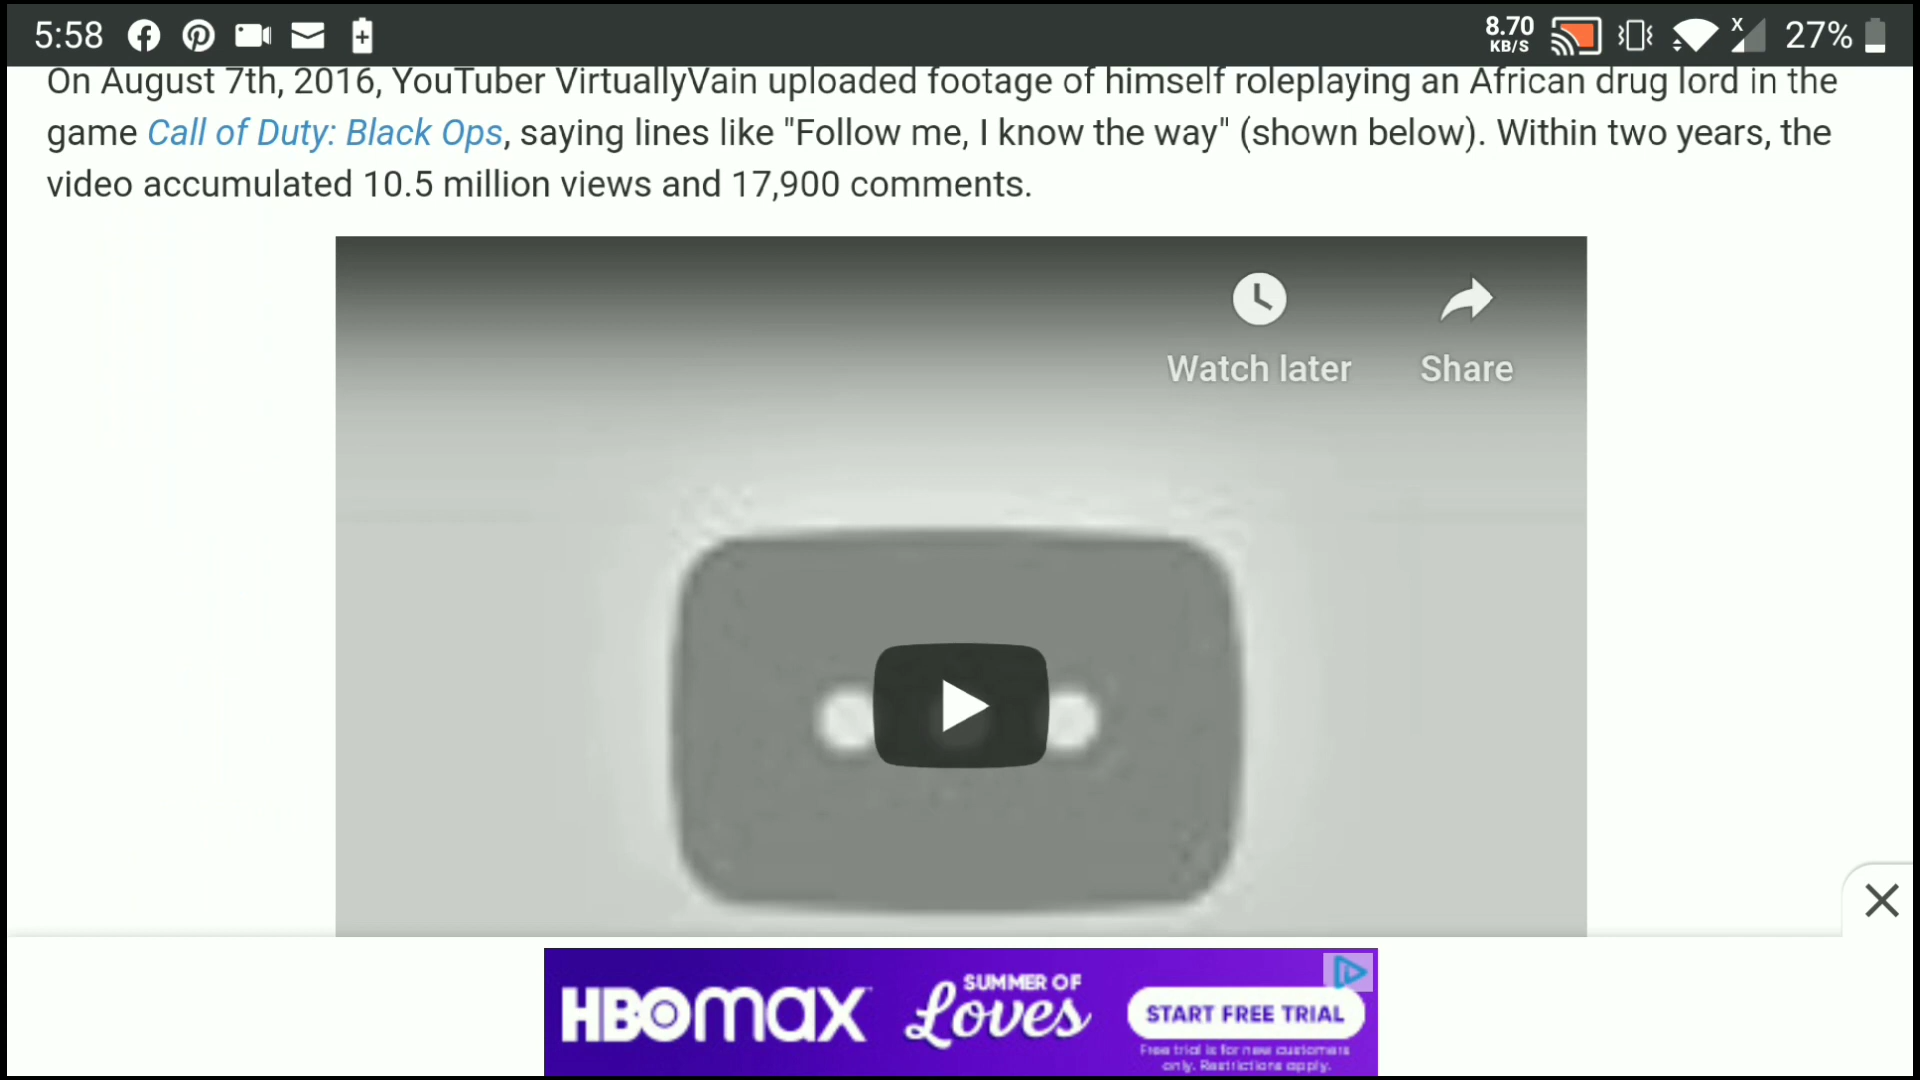 5:58
8.70
KB/S
X
27%
On August 7th, 2016, YouTuber VirtuallyVain uploaded footage of himself roleplaying an African drug lord in the
game Call of Duty: Black Ops, saying lines like "Follow me, I know the way" (shown below). Within two years, the
video accumulated 10.5 million views and 17,900 comments.
Watch later
Share
HBOmax
SUMMER OF
Loves
START FREE TRIAL
Free trial is for new customers
only. Restrictions apply.